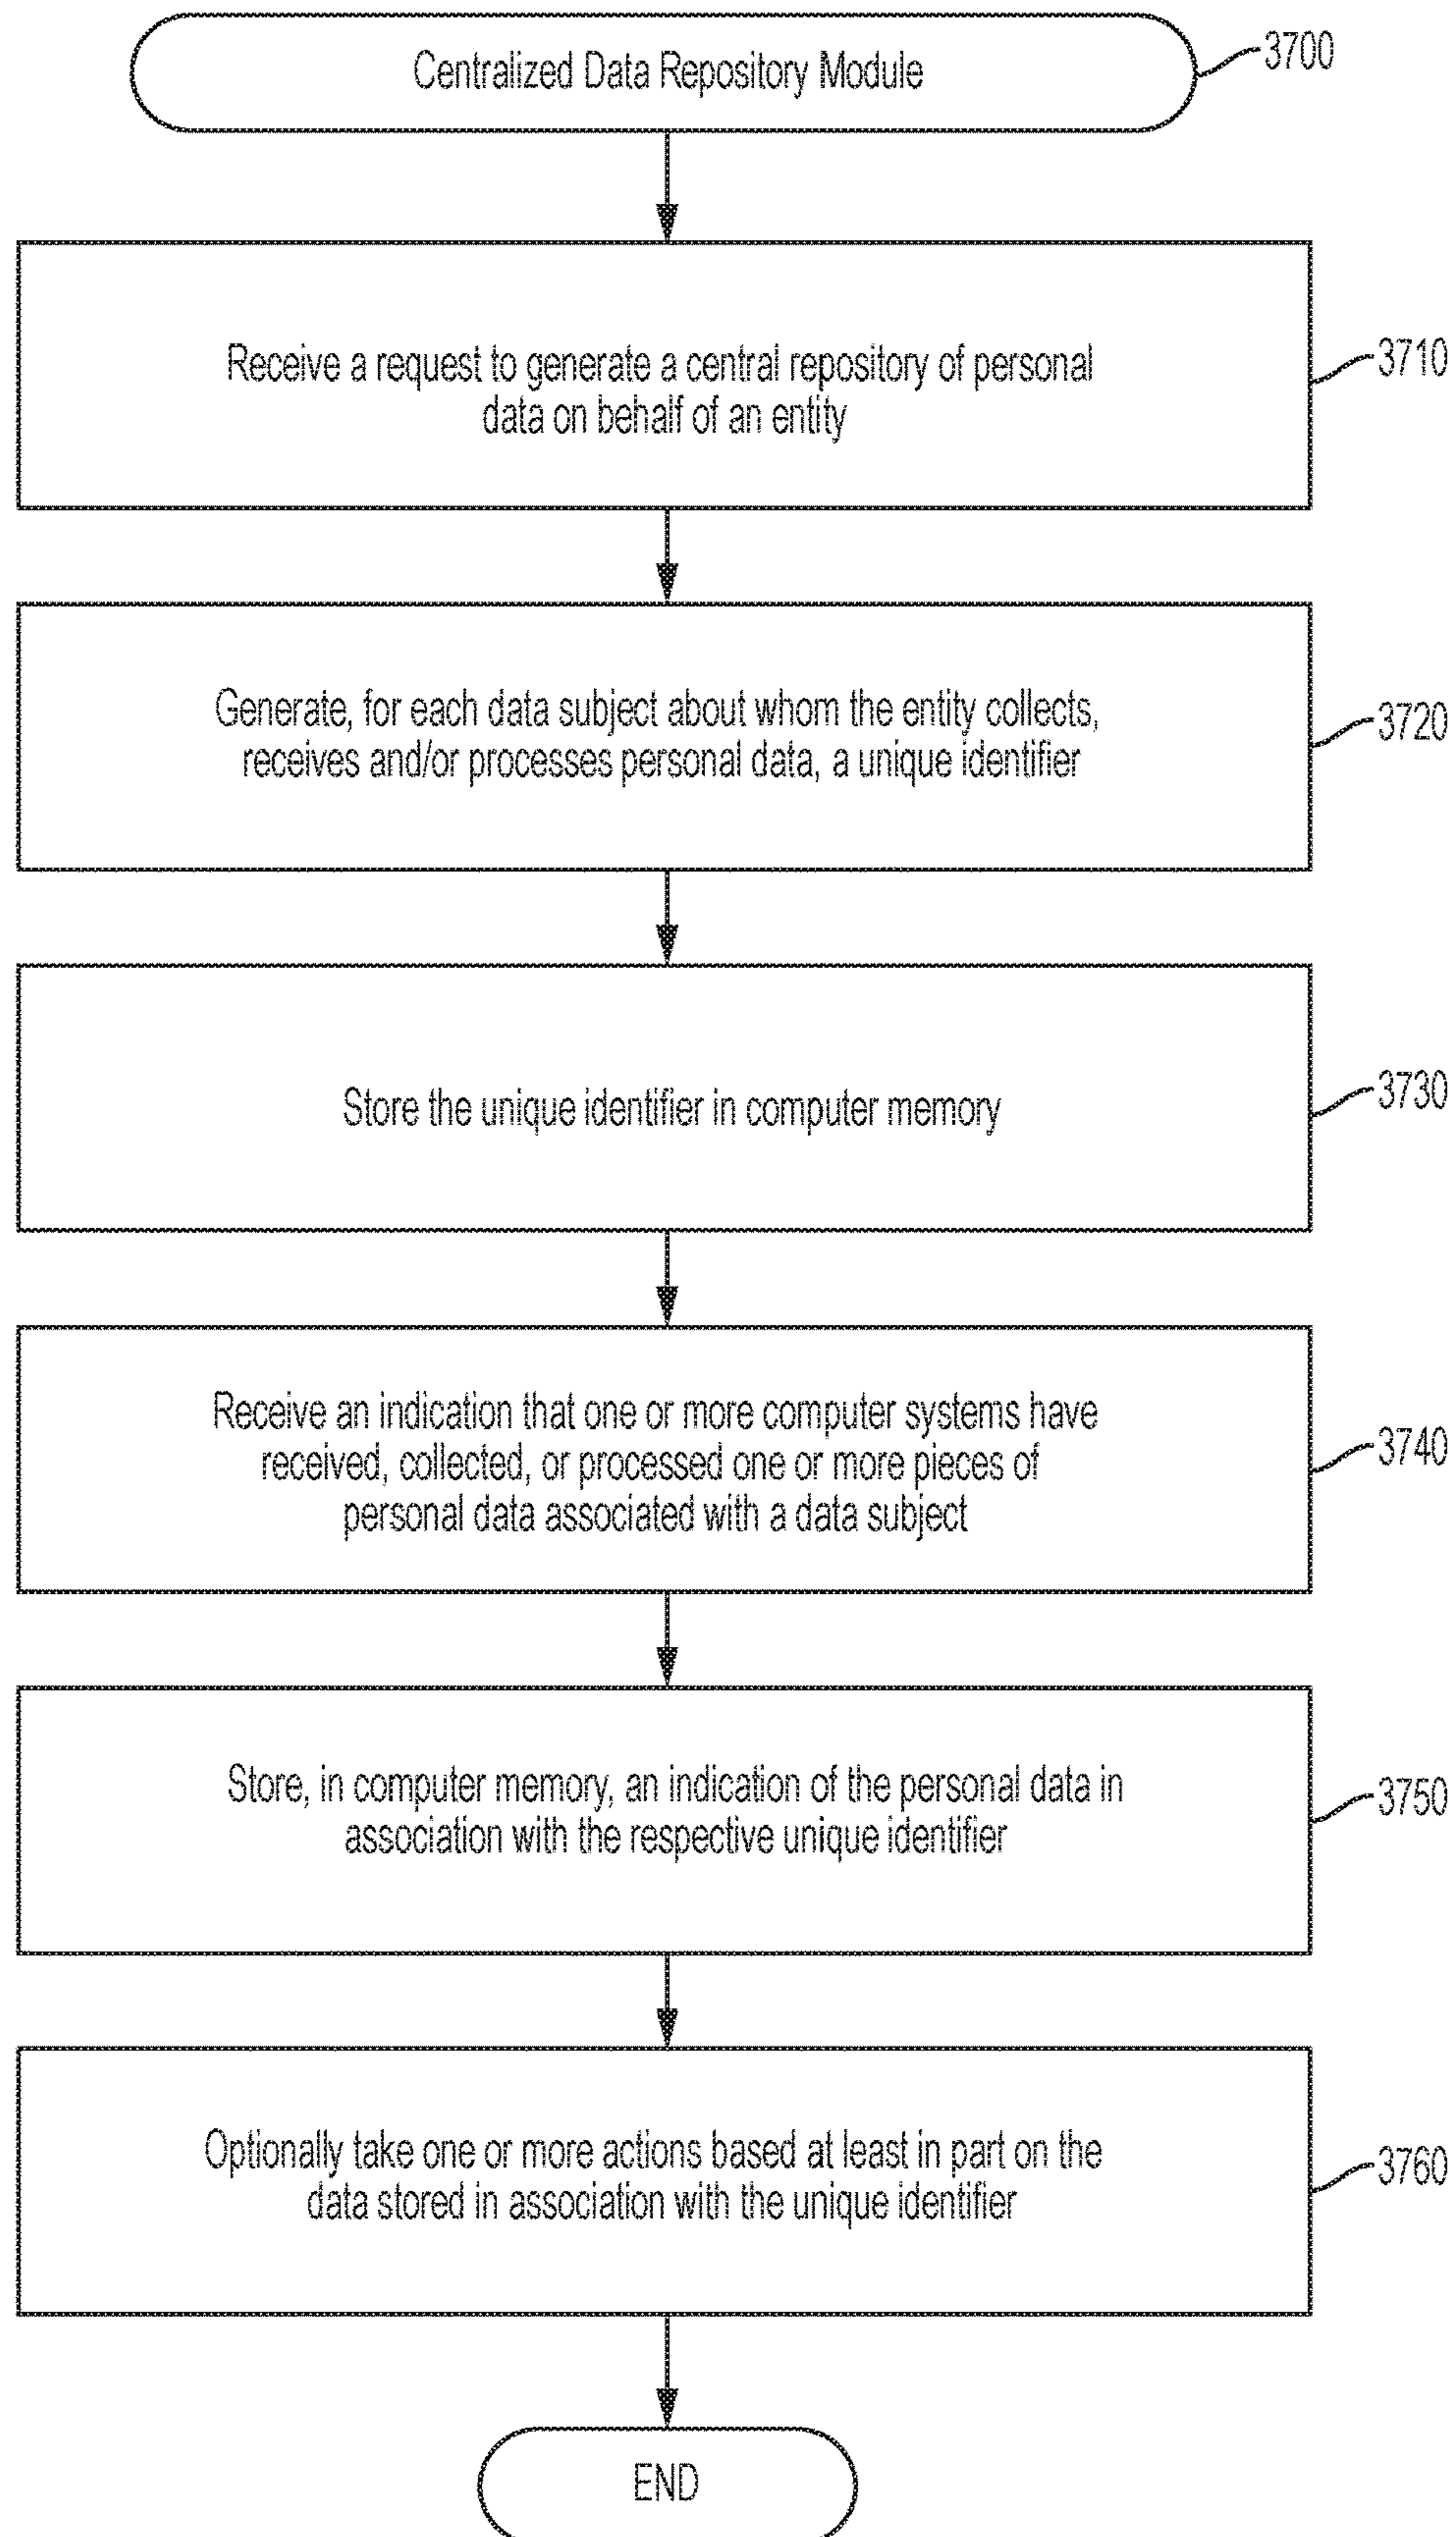 Centralized Data Repository Module
3700
Receive a request to generate a central repository of personal
data on behalf of an entity
3710
Generate, for each data subject about whom the entity collects,
receives and/or processes personal data, a unique identifier
3720
Store the unique identifier in computer memory
3730
Receive an indication that one or more computer systems have
received, collected, or processed one or more pieces of
personal data associated with a data subject
3740
Store, in computer memory, an indication of the personal data in
association with the respective unique identifier
3750
Optionally take one or more actions based at least in part on the
data stored in association with the unique identifier
3760
END